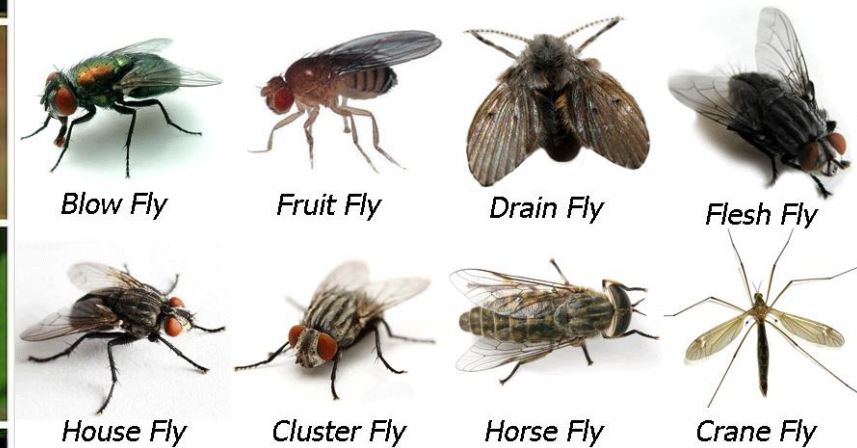 Blow Fly
Fruit Fly
Drain Fly
Flesh Fly
House Fly
Cluster Fly
Horse Fly
Crane Fly